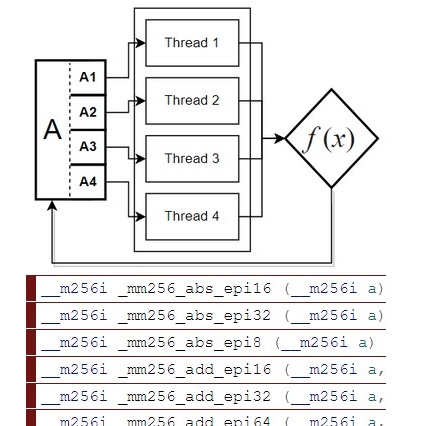 A
A1
A2
A3
A4
Thread 1
Thread 2
Thread 3
Thread 4
f(x)
__m256i _mm256_abs_epi16 (__m256i a)
__m256i _mm256_abs_epi32 (__m256i a)
__m256i _mm256_abs_epi8 (__m256i a)
__m256i _mm256_add_epi16 (__m256i a,
__m256i _mm256_add_epi32 (__m256i a,
__m256i _mm256_add_epi64 (__m256i a,